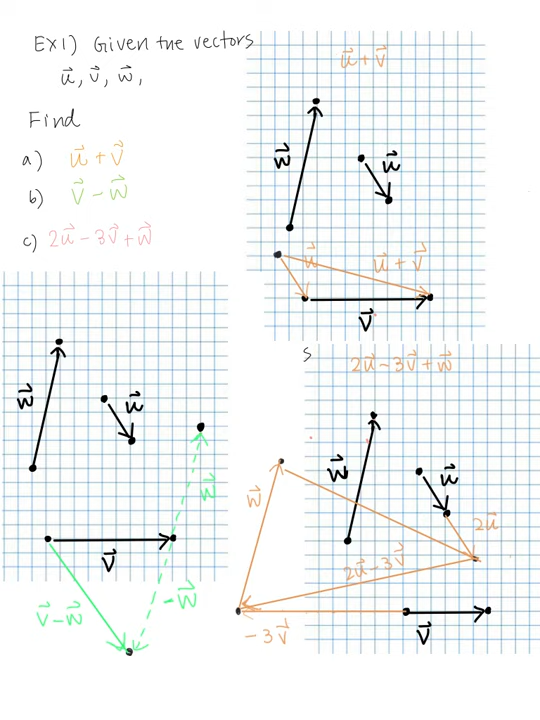 Ex1) Given the vectors
u⃗, v⃗, w⃗,
Find
a) u⃗ + v⃗
b) v⃗ - w⃗
c) 2u⃗ - 3v⃗ + w⃗
u⃗ + v⃗
w⃗
u⃗
u⃗
u⃗ + v⃗
v⃗
w⃗
u⃗
w⃗
v⃗
v⃗ - w⃗
-w⃗
S
2u⃗ - 3v⃗ + w⃗
w⃗
w⃗
u⃗
2u⃗
2u⃗ - 3v⃗
-3v⃗
v⃗